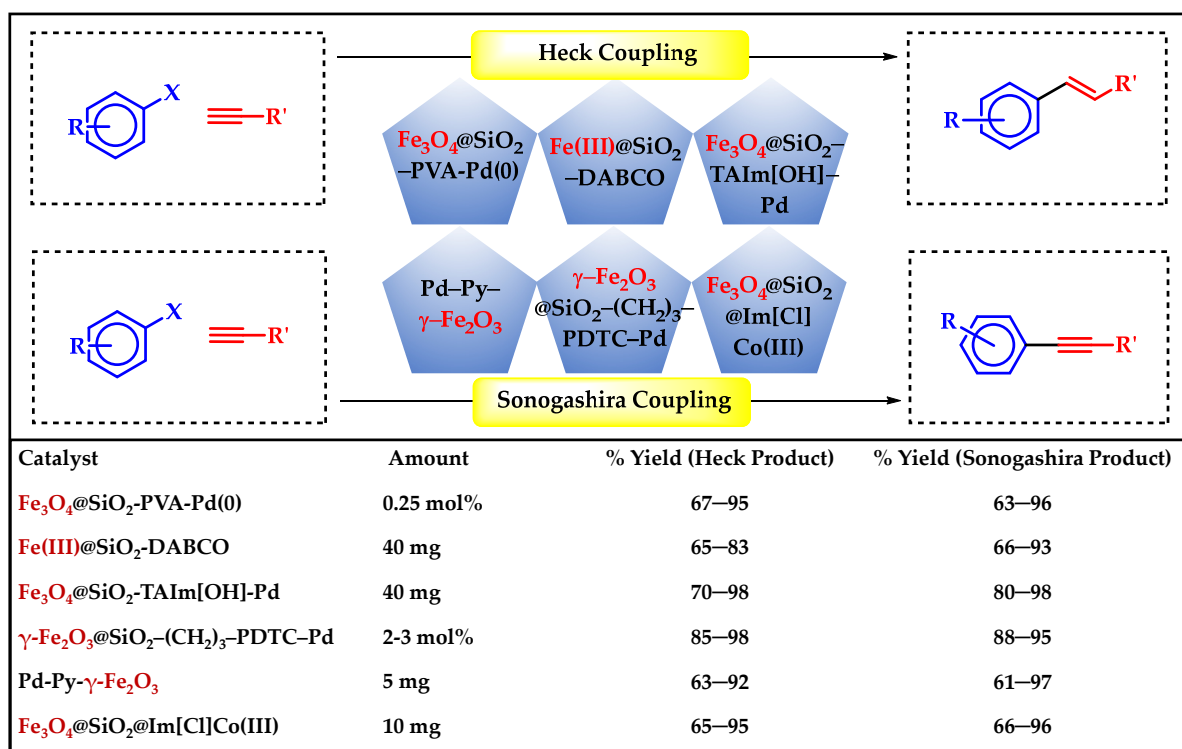 Heck Coupling
X
R
R'
R
R'
Fe₃O₄@SiO₂
–PVA-Pd(0)
Fe(III)@SiO₂
–DABCO
Fe₃O₄@SiO₂–
TAIm[OH]–
Pd
Pd–Py–
γ–Fe₂O₃
γ–Fe₂O₃
@SiO₂–(CH₂)₃–
PDTC–Pd
Fe₃O₄@SiO₂
@Im[Cl]
Co(III)
X
R
R'
R
R'
Sonogashira Coupling
Catalyst Amount % Yield (Heck Product) % Yield (Sonogashira Product)
Fe₃O₄@SiO₂-PVA-Pd(0) 0.25 mol% 67—95 63—96
Fe(III)@SiO₂-DABCO 40 mg 65—83 66—93
Fe₃O₄@SiO₂-TAIm[OH]-Pd 40 mg 70—98 80—98
γ-Fe₂O₃@SiO₂–(CH₂)₃–PDTC–Pd 2-3 mol% 85—98 88—95
Pd-Py-γ-Fe₂O₃ 5 mg 63—92 61—97
Fe₃O₄@SiO₂@Im[Cl]Co(III) 10 mg 65—95 66—96